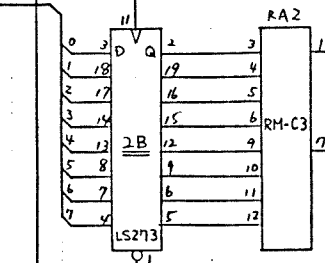 RA2
11
0 3 D Q 2 3 1
1 18 19 4
2 17 16 5
3 14 15 6 RM-C3
4 13 2B 12 9 7
5 8 9 10
6 7 6 11
7 4 5 12
LS273
1